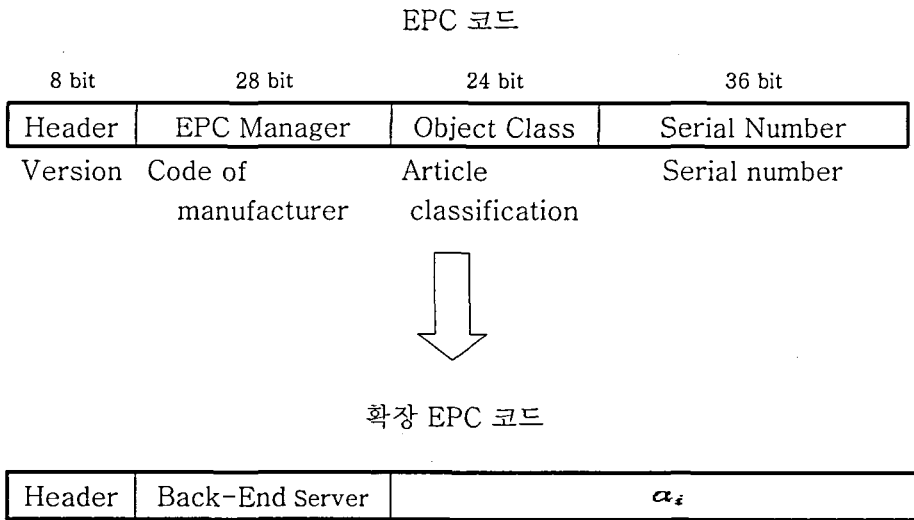 EPC 코드
8 bit 28 bit 24 bit 36 bit
Header EPC Manager Object Class Serial Number
Version Code of Article Serial number
manufacturer classification
확장 EPC 코드
Header Back-End Server αᵢ